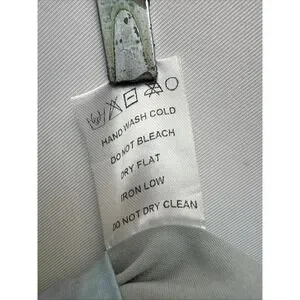 HAND WASH COLD
DO NOT BLEACH
DRY FLAT
IRON LOW
DO NOT DRY CLEAN